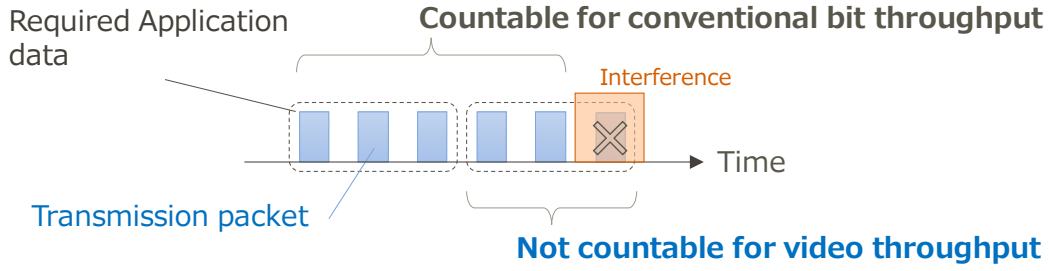 Required Application
data
Countable for conventional bit throughput
Interference
Time
Transmission packet
Not countable for video throughput